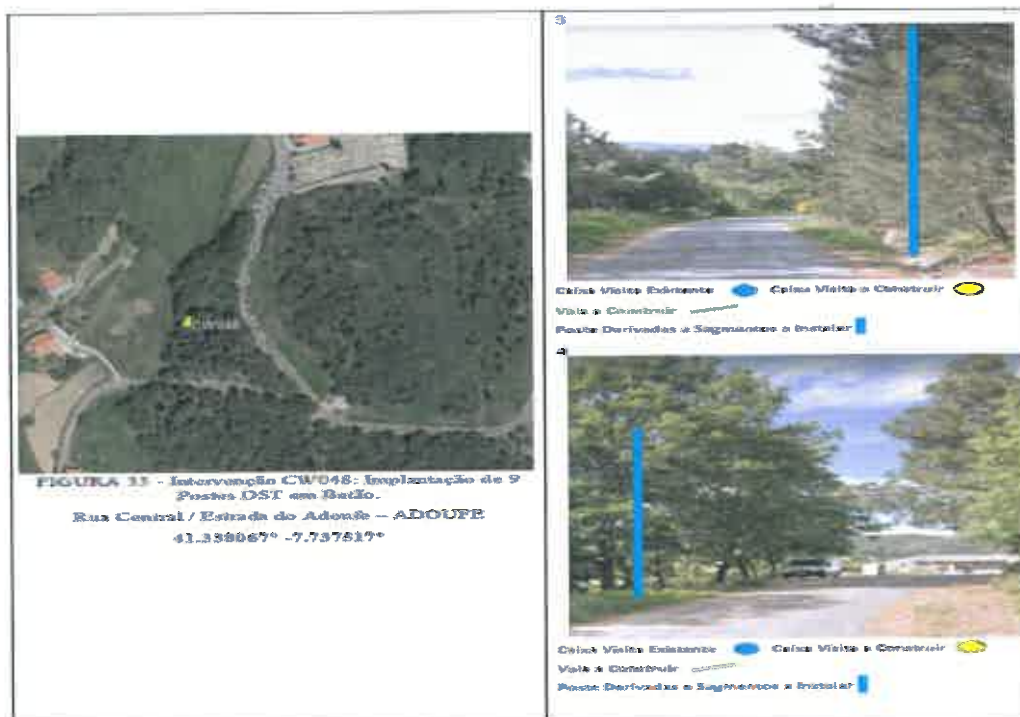 CW048
FIGURA 33 - Intervenção CW048: Implantação de 9
Postes DST em Betão.
Rua Central / Estrada do Adoufe – ADOUFE
41.338067° -7.737517°
3
Caixa Visita Existente Caixa Visita a Construir
Vala a Construir
Poste Derivadas e Segmentos a Instalar
4
Caixa Visita Existente Caixa Visita a Construir
Vala a Construir
Poste Derivadas e Segmentos a Instalar